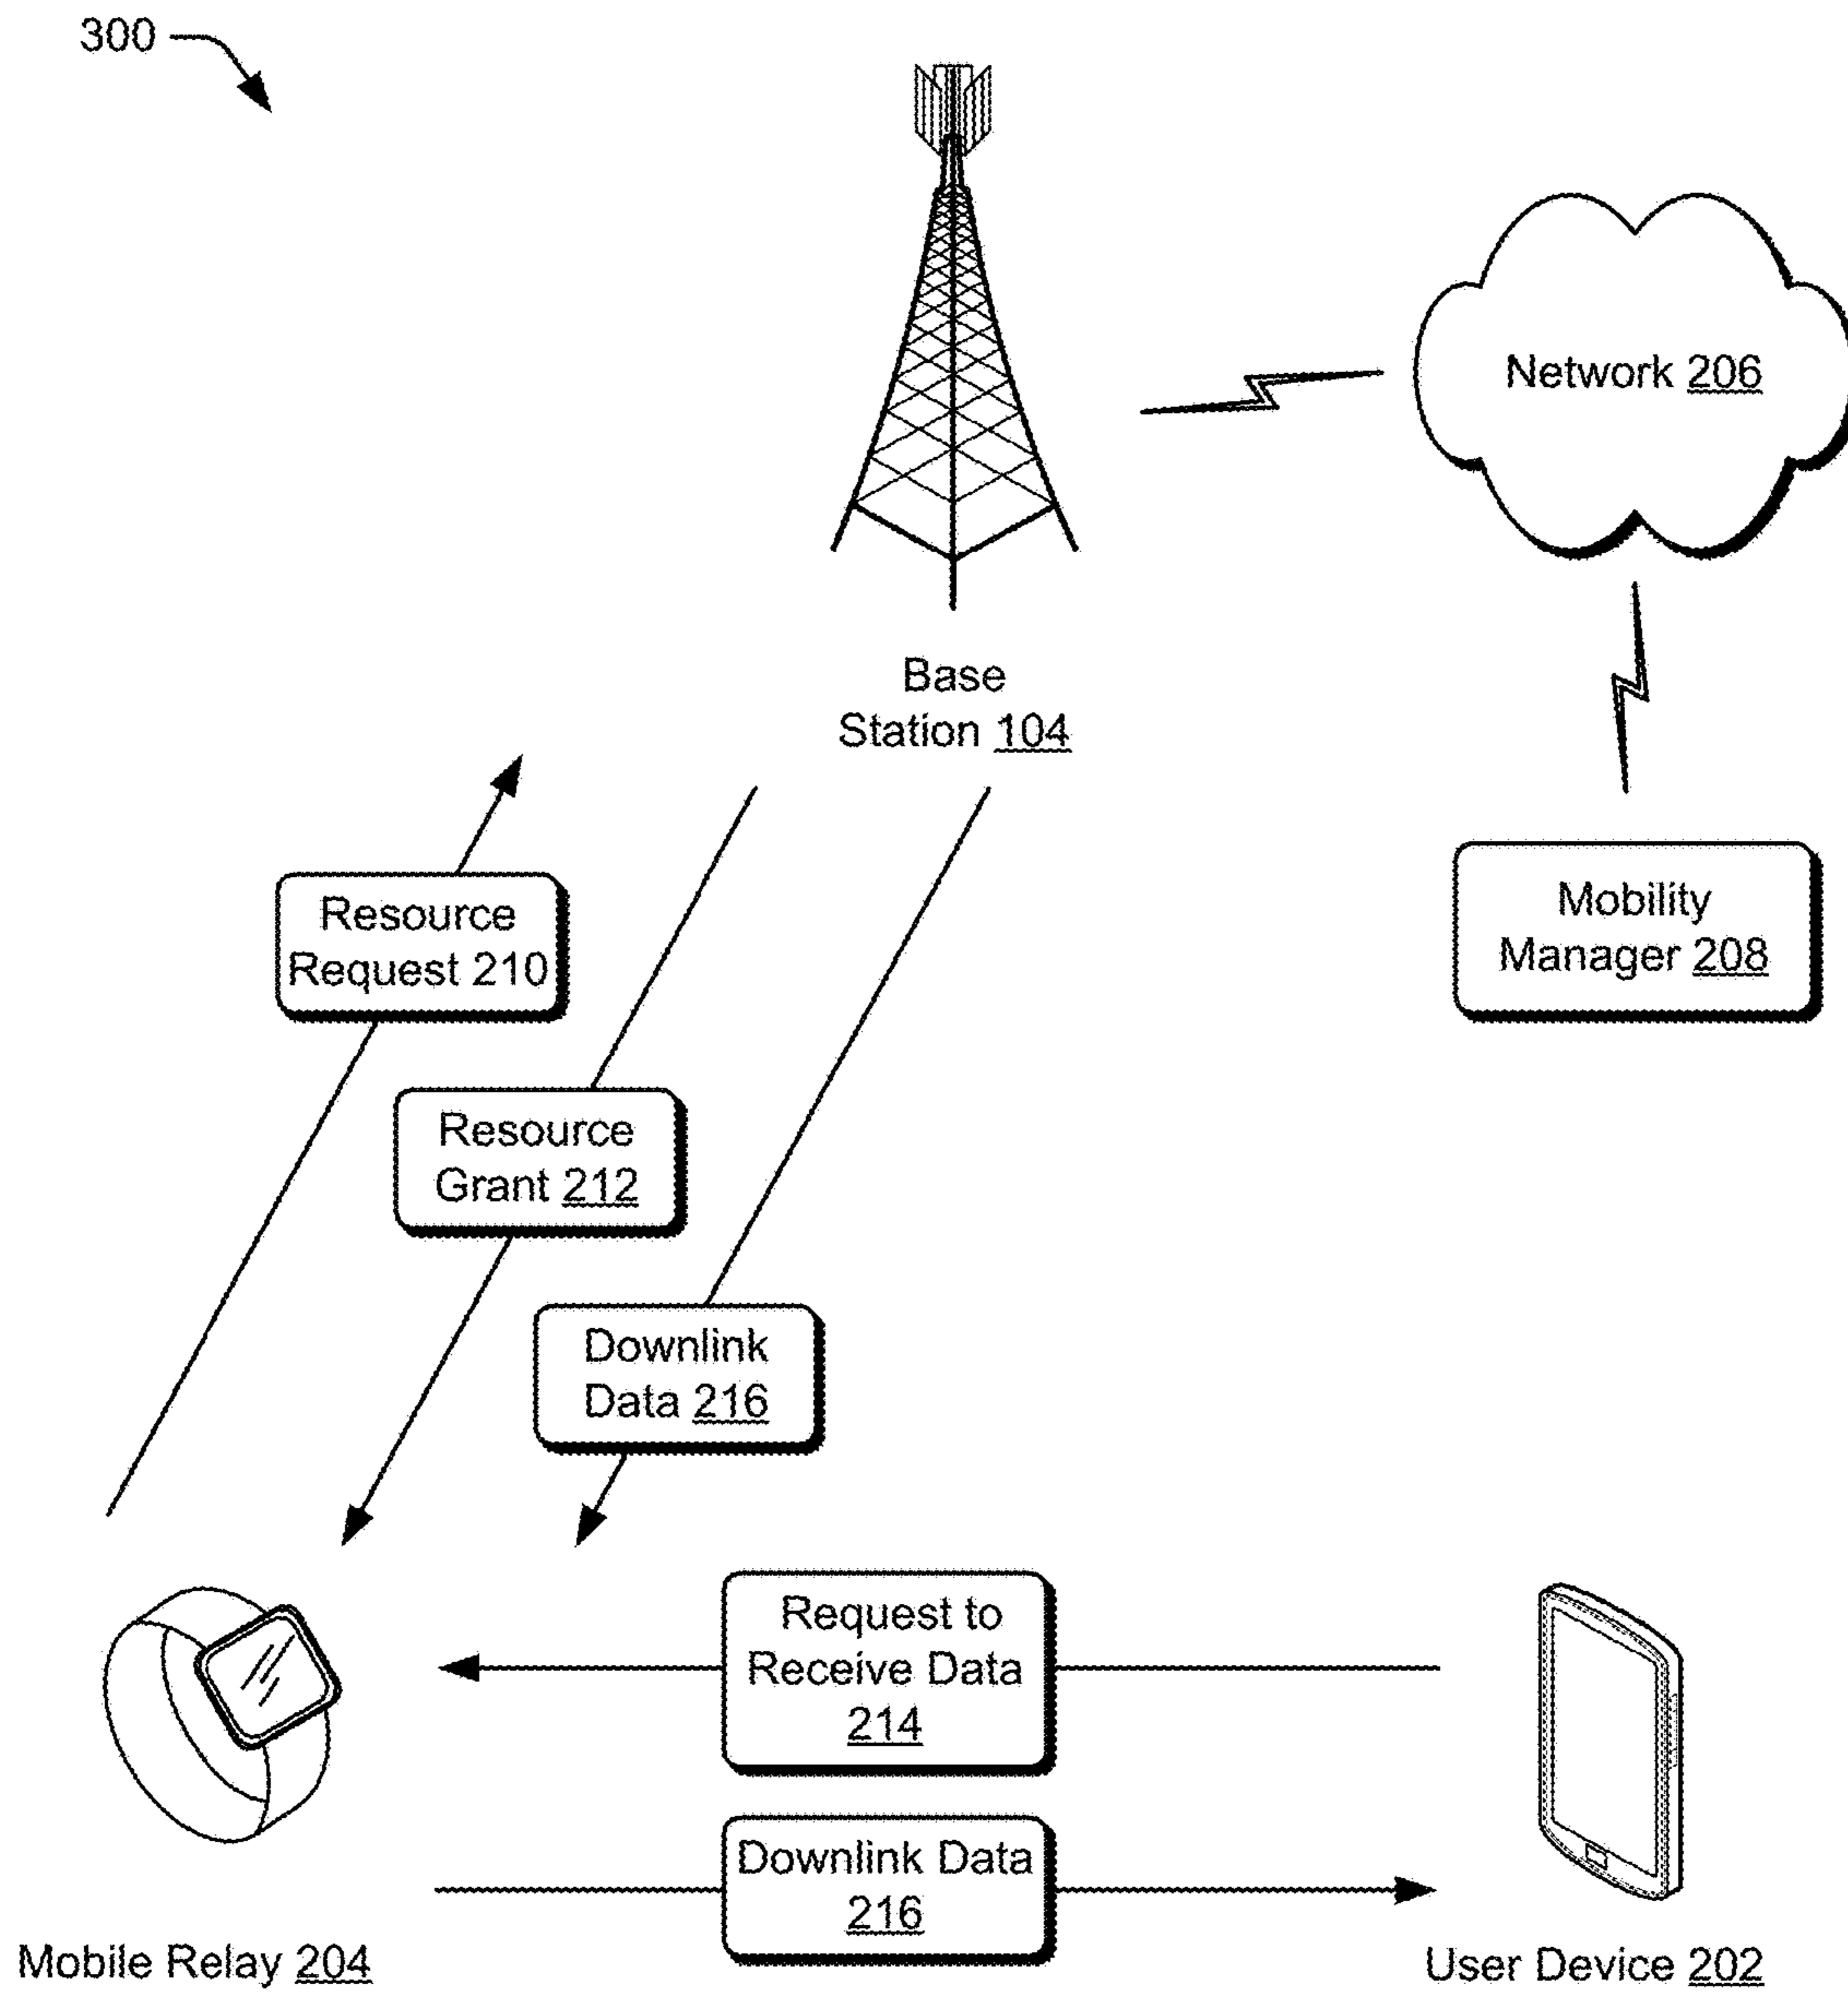 300
Network 206
Base
Station 104
Mobility
Manager 208
Resource
Request 210
Resource
Grant 212
Downlink
Data 216
Request to
Receive Data
214
Downlink Data
216
Mobile Relay 204
User Device 202